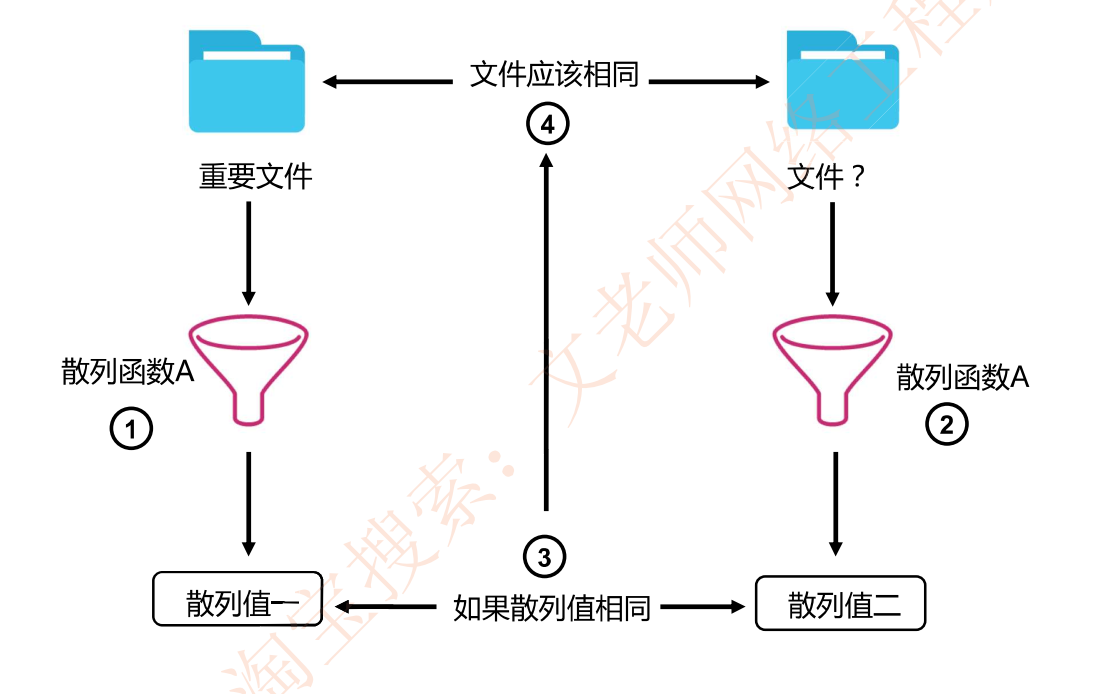 文件应该相同
④
重要文件
文件？
散列函数A
①
散列函数A
②
③
散列值一
如果散列值相同
散列值二
淘宝搜索：文老师网络工程